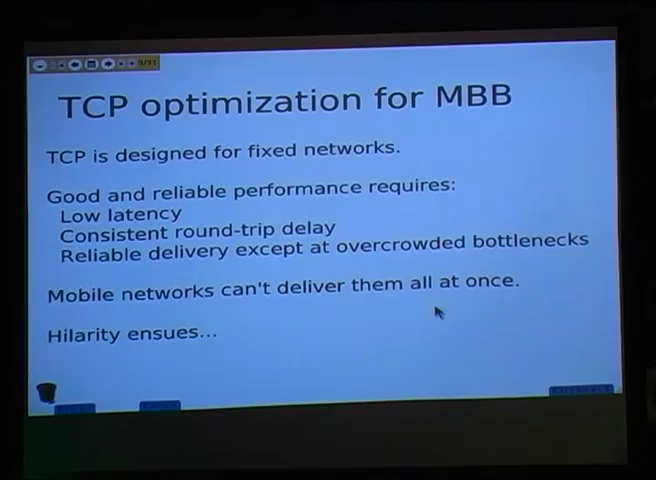 TCP optimization for MBB
TCP is designed for fixed networks.
Good and reliable performance requires:
Low latency
Consistent round-trip delay
Reliable delivery except at overcrowded bottlenecks
Mobile networks can't deliver them all at once.
Hilarity ensues...